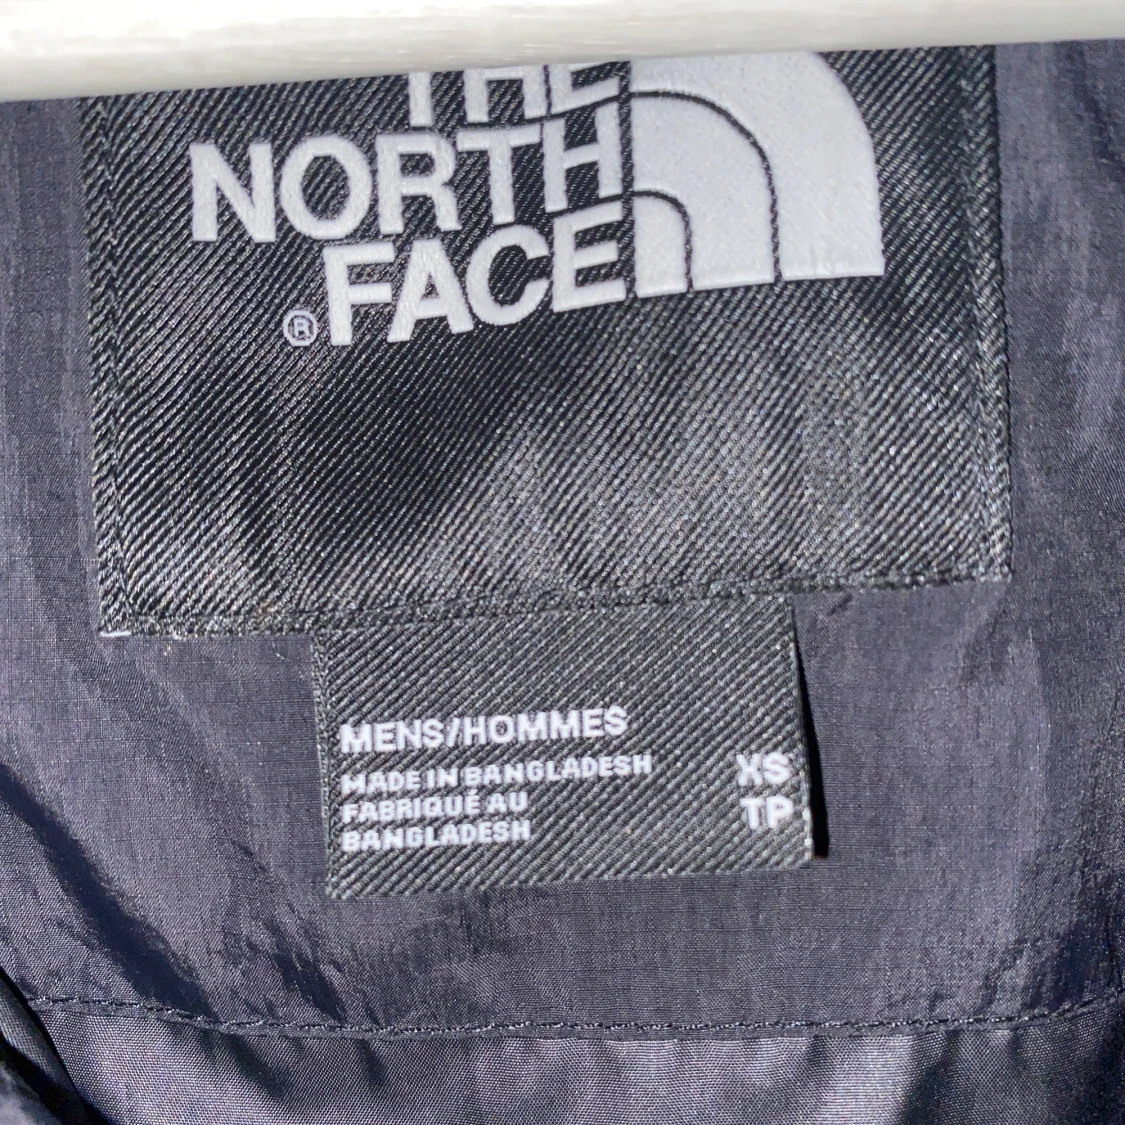 THE
NORTH
FACE
®
MENS/HOMMES
MADE IN BANGLADESH
FABRIQUÉ AU
BANGLADESH
XS
TP